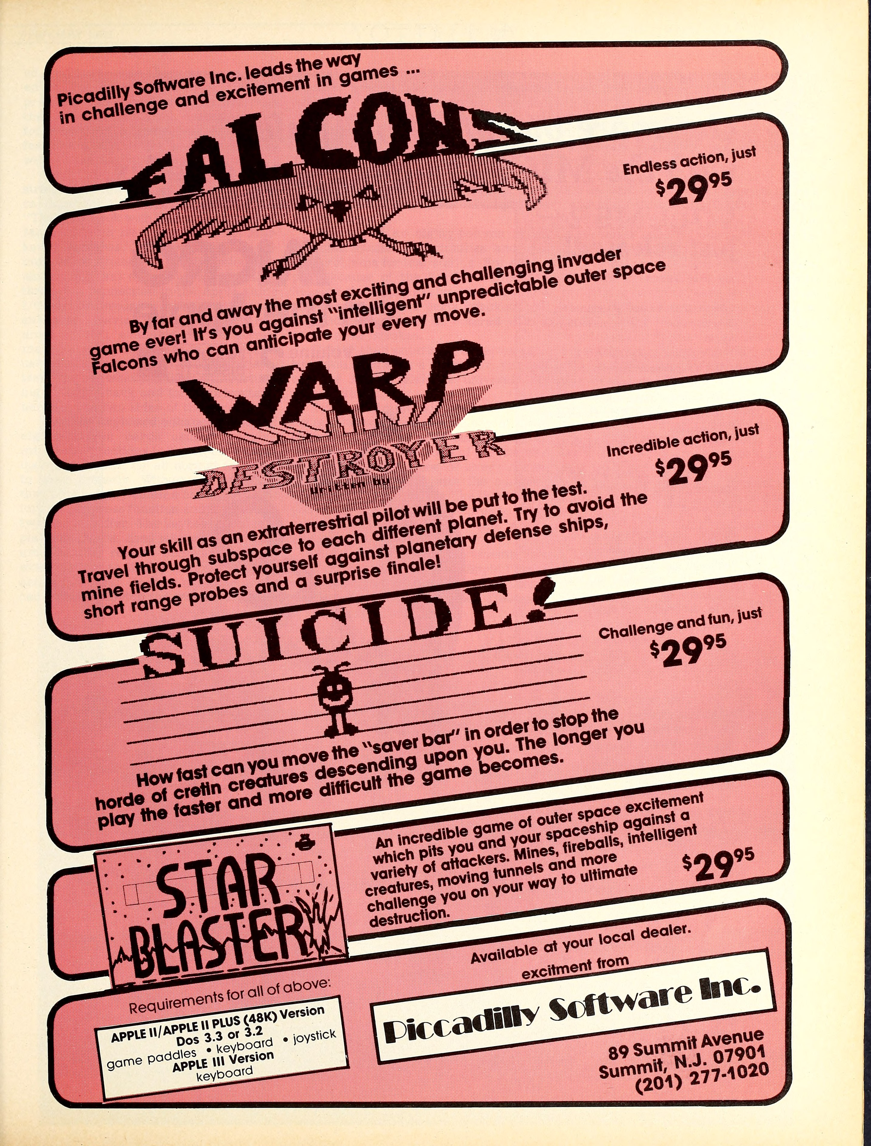 Picadilly Software Inc. leads the way
in challenge and excitement in games ...
FALCONS
Endless action, just
$2995
By far and away the most exciting and challenging invader
game ever! It's you against "intelligent" unpredictable outer space
Falcons who can anticipate your every move.
WARP
DESTROYER
Written by
Incredible action, just
$2995
Your skill as an extraterrestrial pilot will be put to the test.
Travel through subspace to each different planet. Try to avoid the
mine fields. Protect yourself against planetary defense ships,
short range probes and a surprise finale!
SUICIDE!
Challenge and fun, just
$2995
How fast can you move the "saver bar" in order to stop the
horde of cretin creatures descending upon you. The longer you
play the faster and more difficult the game becomes.
STAR
BLASTER
An incredible game of outer space excitement
which pits you and your spaceship against a
variety of attackers. Mines, fireballs, intelligent
creatures, moving tunnels and more
challenge you on your way to ultimate
destruction.
$2995
Requirements for all of above:
APPLE II/APPLE II PLUS (48K) Version
Dos 3.3 or 3.2
game paddles • keyboard • joystick
APPLE III Version
keyboard
Available at your local dealer.
excitment from
Piccadilly Software Inc.
89 Summit Avenue
Summit, N.J. 07901
(201) 277-1020